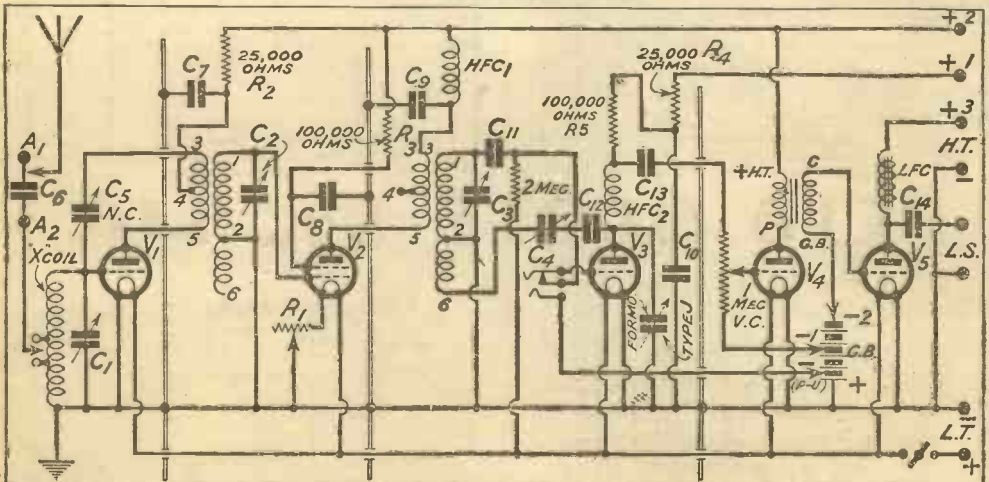 A1
C6
A2
"X" COIL
C5
N.C.
C1
V1
C7
25,000
OHMS
R2
3
4
5
1
2
6
C2
100,000
OHMS
R3
C8
R1
V2
C9
HFC1
3
4
5
1
2
6
C11
C3
2 MEG.
C4
C12
V3
100,000
OHMS
R5
C13
HFC2
25,000
OHMS
R4
C10
FORMO
TYPE J
1
MEG
V.C.
+H.T.
P
G
G.B.
V4
-2
-1
G.B.
-
(P-U)
+
V5
LFC
C14
+2
+1
+3
H.T.
-
L.S.
-
L.T.
+